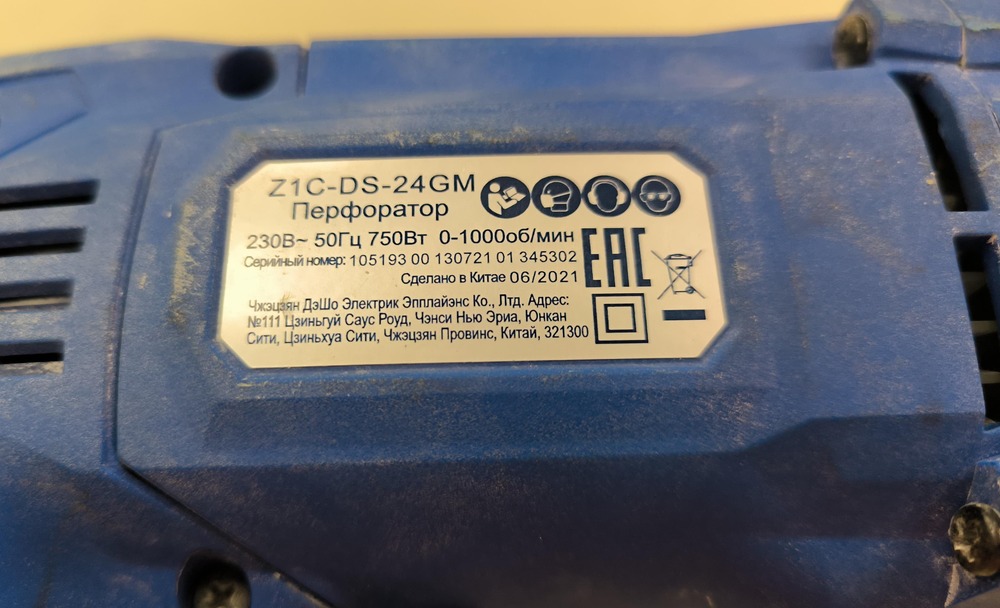 Z1C-DS-24GM
Перфоратор
230В~ 50Гц 750Вт 0-1000об/мин
Серийный номер: 105193 00 130721 01 345302
Сделано в Китае 06/2021
EAC
Чжэцзян ДэШо Электрик Эпплайэнс Ко., Лтд. Адрес:
№111 Цзиньгуй Саус Роуд, Чэнси Нью Эриа, Юнкан
Сити, Цзиньхуа Сити, Чжэцзян Провинс, Китай, 321300